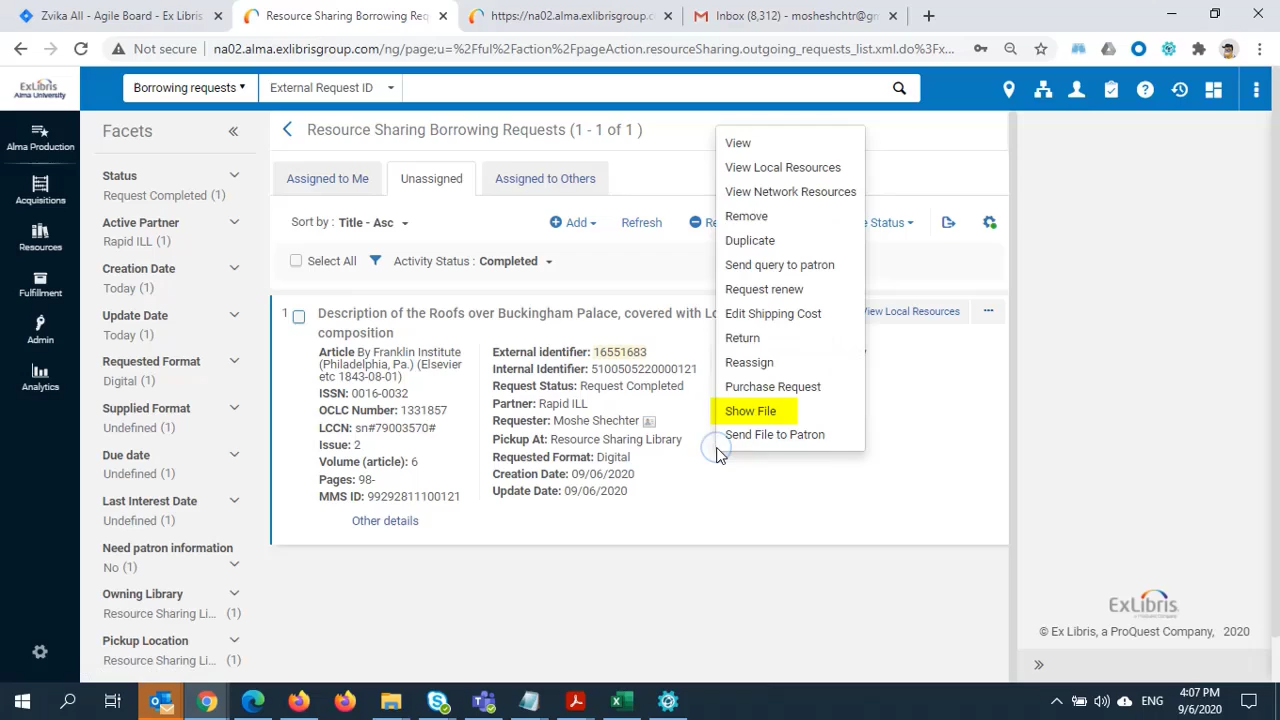 Zvika All - Agile Board - Ex Libris
Resource Sharing Borrowing Requ
https://na02.alma.exlibrisgroup.c
Inbox (8,312) - mosheshchtr@gm
Not secure
na02.alma.exlibrisgroup.com/ng/page;u=%2Fful%2Faction%2FpageAction.resourceSharing.outgoing_requests_list.xml.do%3Fx...
ExLibris
Alma University
Borrowing requests
External Request ID
Alma Production
Acquisitions
Resources
Fulfillment
Admin
Analytics
Facets
Status
Request Completed (1)
Active Partner
Rapid ILL (1)
Creation Date
Today (1)
Update Date
Today (1)
Requested Format
Digital (1)
Supplied Format
Undefined (1)
Due date
Undefined (1)
Last Interest Date
Undefined (1)
Need patron information
No (1)
Owning Library
Resource Sharing Li... (1)
Pickup Location
Resource Sharing Li... (1)
Resource Sharing Borrowing Requests (1 - 1 of 1 )
Assigned to Me
Unassigned
Assigned to Others
Sort by : Title - Asc
Add
Refresh
Re
e Status
Select All
Activity Status : Completed
1
Description of the Roofs over Buckingham Palace, covered with Lo
composition
Article By Franklin Institute
(Philadelphia, Pa.) (Elsevier
etc 1843-08-01)
ISSN: 0016-0032
OCLC Number: 1331857
LCCN: sn#79003570#
Issue: 2
Volume (article): 6
Pages: 98-
MMS ID: 99292811100121
Other details
External identifier: 16551683
Internal Identifier: 5100505220000121
Request Status: Request Completed
Partner: Rapid ILL
Requester: Moshe Shechter
Pickup At: Resource Sharing Library
Requested Format: Digital
Creation Date: 09/06/2020
Update Date: 09/06/2020
View
View Local Resources
View Network Resources
Remove
Duplicate
Send query to patron
Request renew
Edit Shipping Cost
Return
Reassign
Purchase Request
Show File
Send File to Patron
View Local Resources
ExLibris
© Ex Libris, a ProQuest Company, 2020
ENG
4:07 PM
9/6/2020